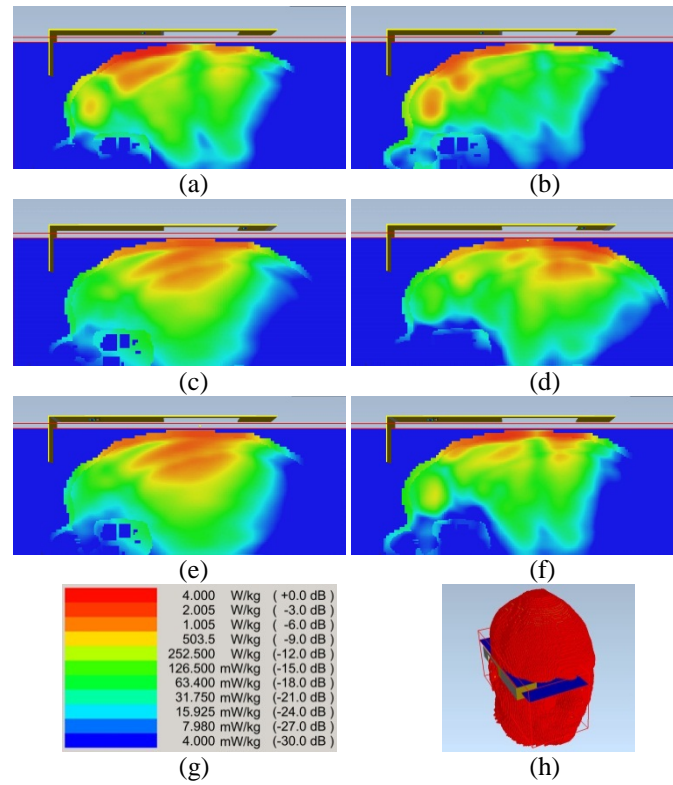 (a) (b)
(c) (d)
(e) (f)
4.000 W/kg ( +0.0 dB )
2.005 W/kg ( -3.0 dB )
1.005 W/kg ( -6.0 dB )
503.5 W/kg ( -9.0 dB )
252.500 W/kg (-12.0 dB )
126.500 mW/kg (-15.0 dB )
63.400 mW/kg (-18.0 dB )
31.750 mW/kg (-21.0 dB )
15.925 mW/kg (-24.0 dB )
7.980 mW/kg (-27.0 dB )
4.000 mW/kg (-30.0 dB )
(g) (h)